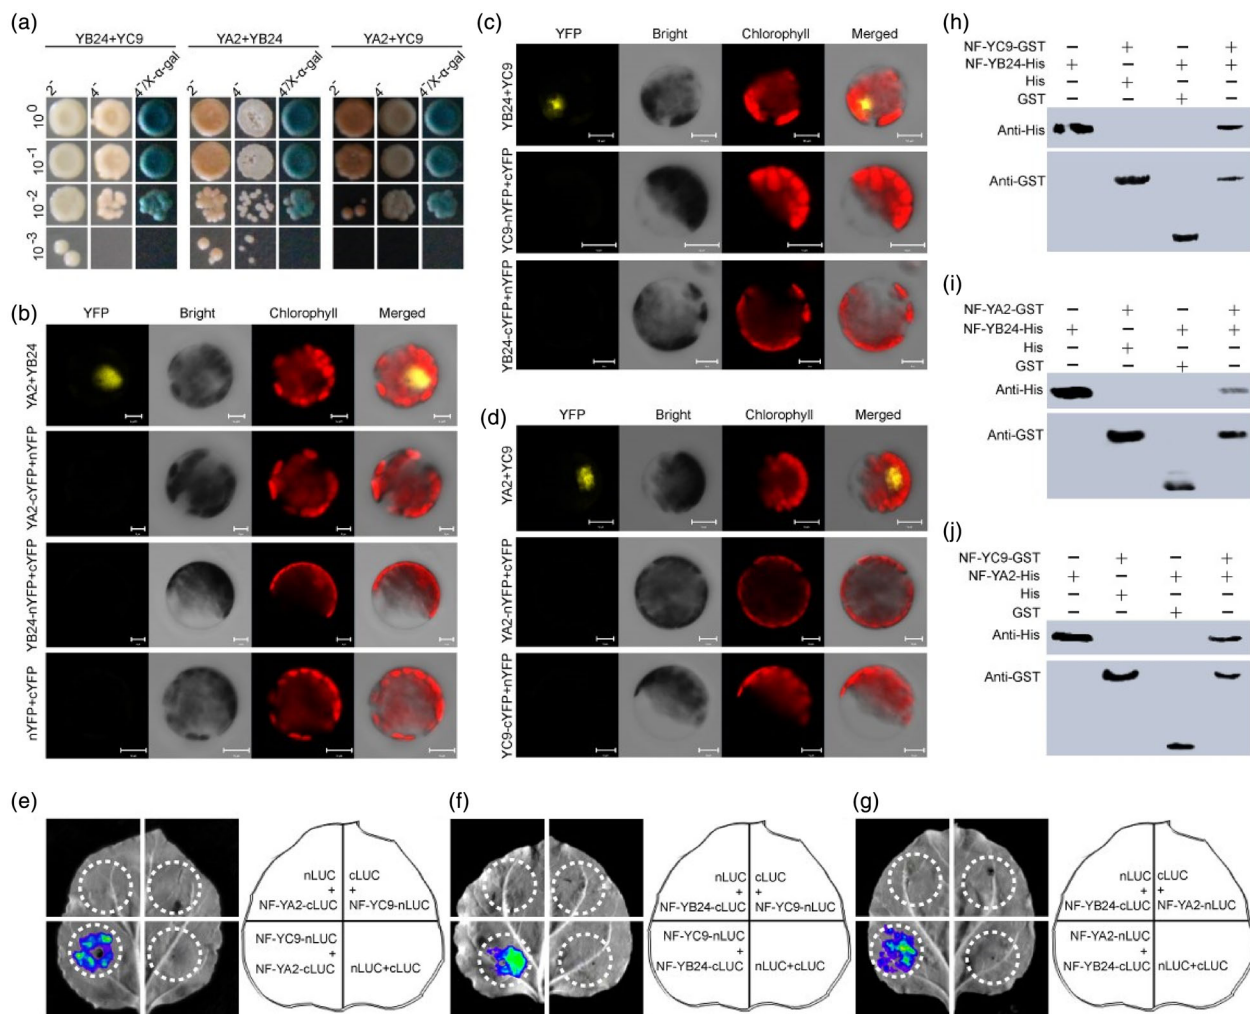 (a)
YB24+YC9 YA2+YB24 YA2+YC9
2⁻ 4⁻ 4⁻/X-α-gal 2⁻ 4⁻ 4⁻/X-α-gal 2⁻ 4⁻ 4⁻/X-α-gal
10⁰
10⁻¹
10⁻²
10⁻³
(b)
YFP Bright Chlorophyll Merged
YA2+YB24
YA2-cYFP+nYFP
YB24-nYFP+cYFP
nYFP+cYFP
(c)
YFP Bright Chlorophyll Merged
YB24+YC9
YC9-nYFP+cYFP
YB24-cYFP+nYFP
(d)
YFP Bright Chlorophyll Merged
YA2+YC9
YA2-nYFP+cYFP
YC9-cYFP+nYFP
(h)
NF-YC9-GST − + − +
NF-YB24-His + − + +
His − + − −
GST − − + −
Anti-His
Anti-GST
(i)
NF-YA2-GST − + − +
NF-YB24-His + − + +
His − + − −
GST − − + −
Anti-His
Anti-GST
(j)
NF-YC9-GST − + − +
NF-YA2-His + − + +
His − + − −
GST − − + −
Anti-His
Anti-GST
(e)
nLUC cLUC
+ +
NF-YA2-cLUC NF-YC9-nLUC
NF-YC9-nLUC
+
NF-YA2-cLUC nLUC+cLUC
(f)
nLUC cLUC
+ +
NF-YB24-cLUC NF-YC9-nLUC
NF-YC9-nLUC
+
NF-YB24-cLUC nLUC+cLUC
(g)
nLUC cLUC
+ +
NF-YB24-cLUC NF-YA2-nLUC
NF-YA2-nLUC
+
NF-YB24-cLUC nLUC+cLUC